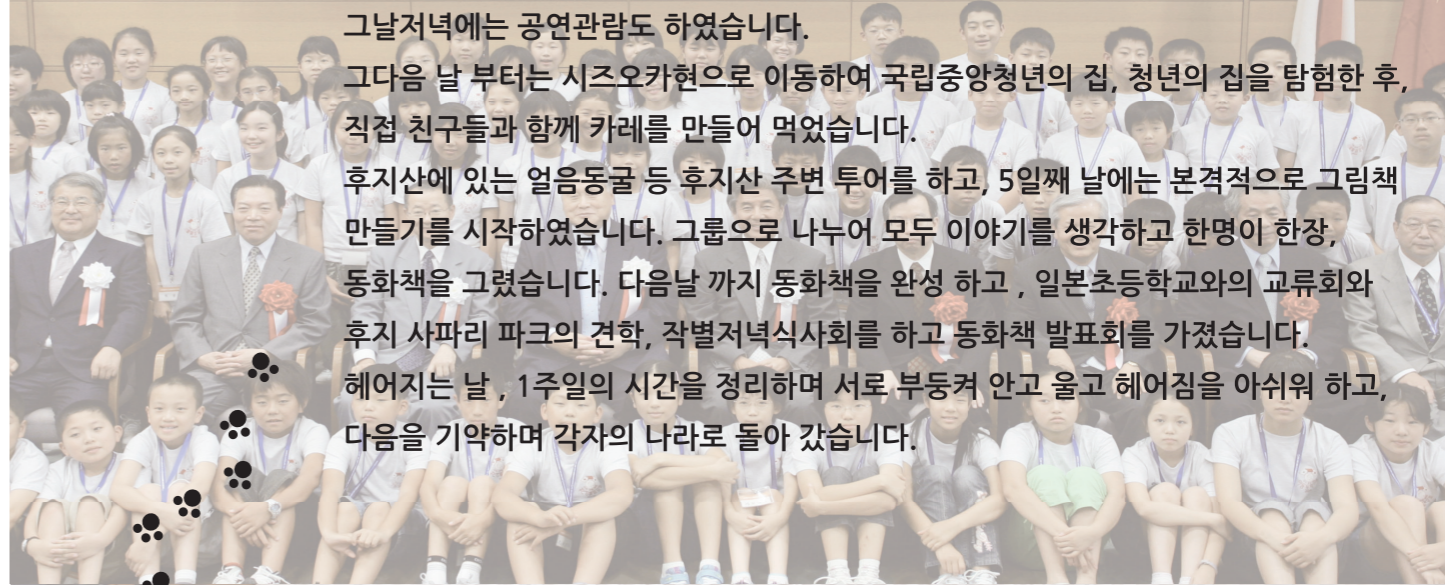 그날저녁에는 공연관람도 하였습니다.
그다음 날 부터는 시즈오카현으로 이동하여 국립중앙청년의 집, 청년의 집을 탐험한 후,
직접 친구들과 함께 카레를 만들어 먹었습니다.
후지산에 있는 얼음동굴 등 후지산 주변 투어를 하고, 5일째 날에는 본격적으로 그림책
만들기를 시작하였습니다. 그룹으로 나누어 모두 이야기를 생각하고 한명이 한장,
동화책을 그렸습니다. 다음날 까지 동화책을 완성 하고 , 일본초등학교와의 교류회와
후지 사파리 파크의 견학, 작별저녁식사회를 하고 동화책 발표회를 가졌습니다.
헤어지는 날 , 1주일의 시간을 정리하며 서로 부둥켜 안고 울고 헤어짐을 아쉬워 하고,
다음을 기약하며 각자의 나라로 돌아 갔습니다.